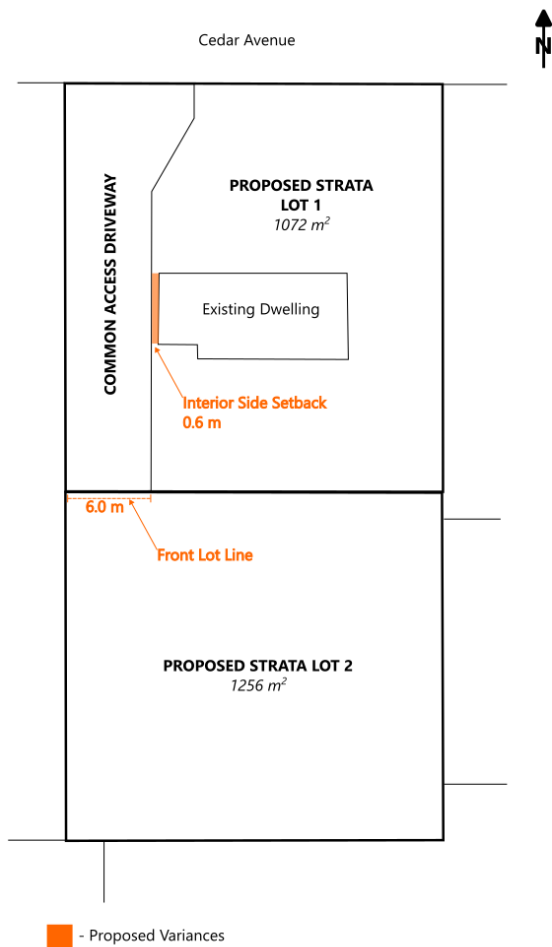 Cedar Avenue
N
PROPOSED STRATA
LOT 1
1072 m²
COMMON ACCESS DRIVEWAY
Existing Dwelling
Interior Side Setback
0.6 m
6.0 m
Front Lot Line
PROPOSED STRATA LOT 2
1256 m²
- Proposed Variances